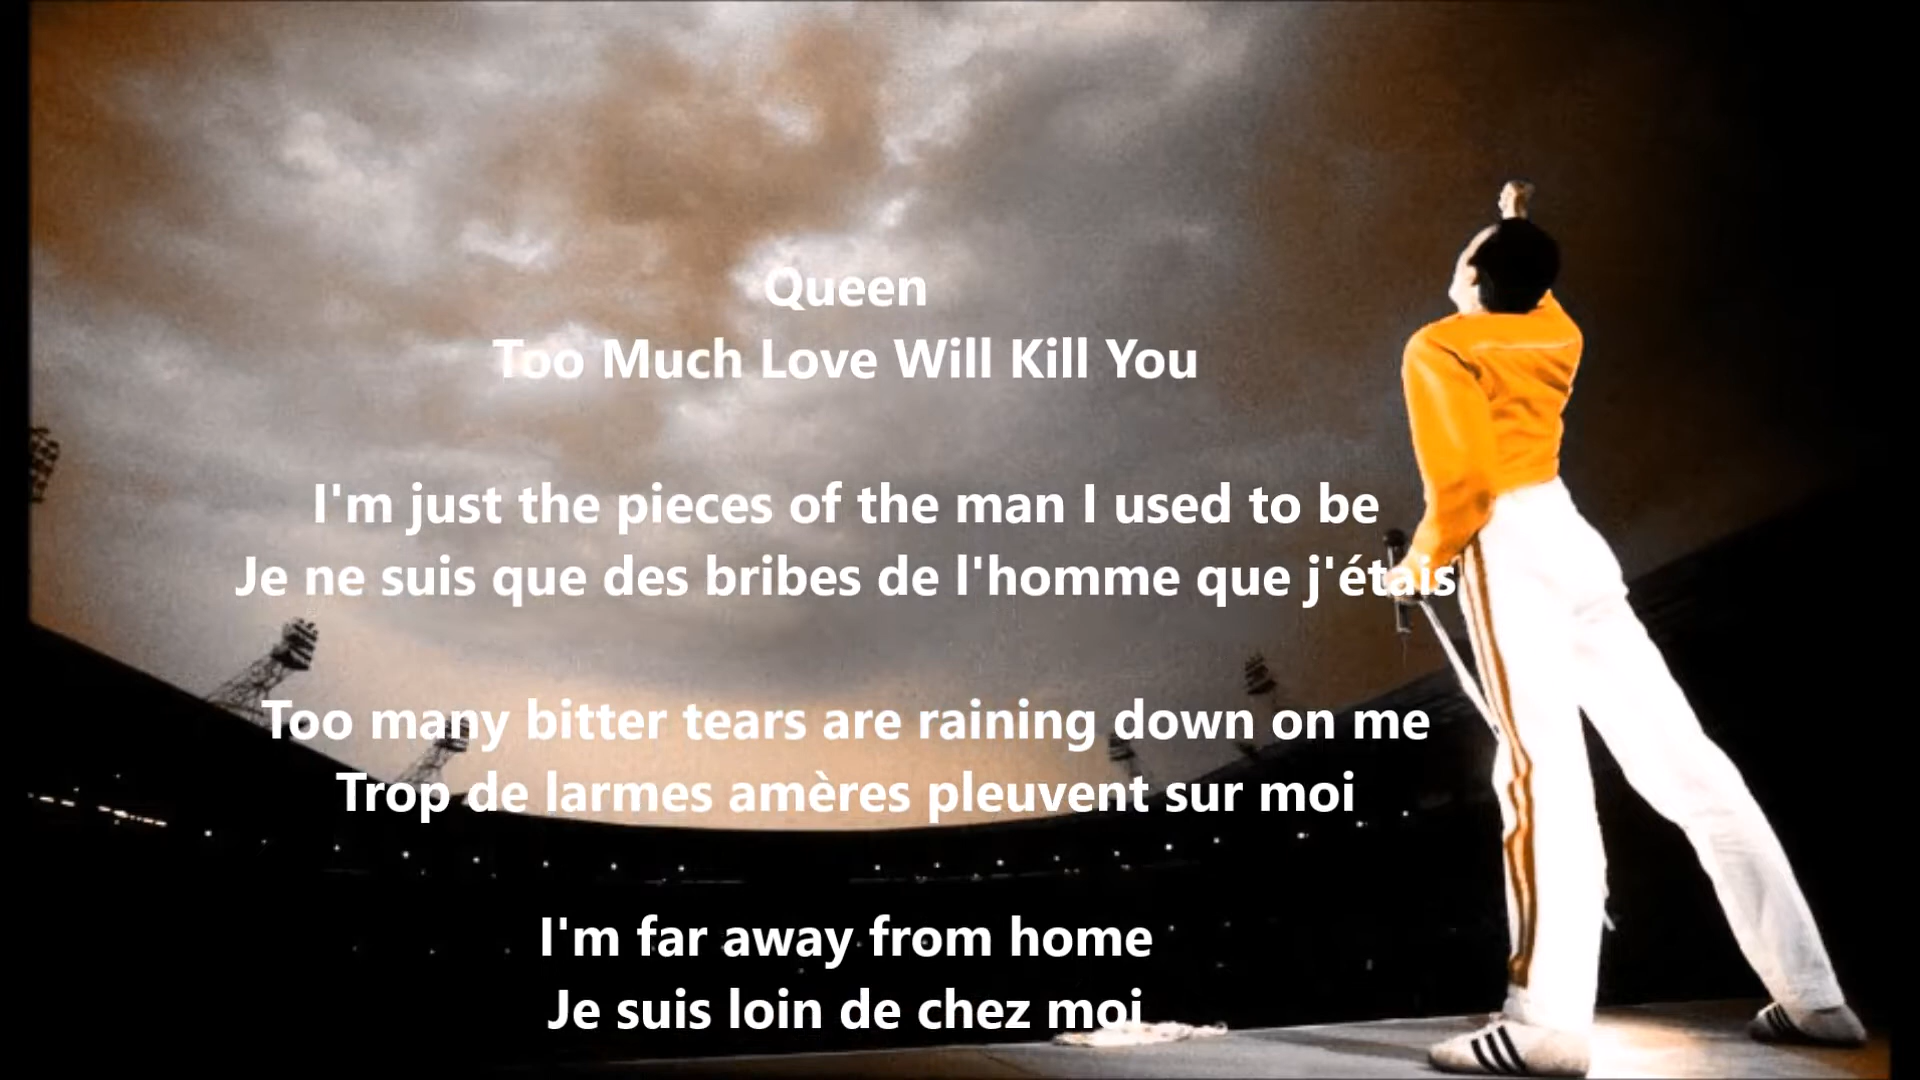 Queen
Too Much Love Will Kill You
I'm just the pieces of the man I used to be
Je ne suis que des bribes de l'homme que j'étais
Too many bitter tears are raining down on me
Trop de larmes amères pleuvent sur moi
I'm far away from home
Je suis loin de chez moi